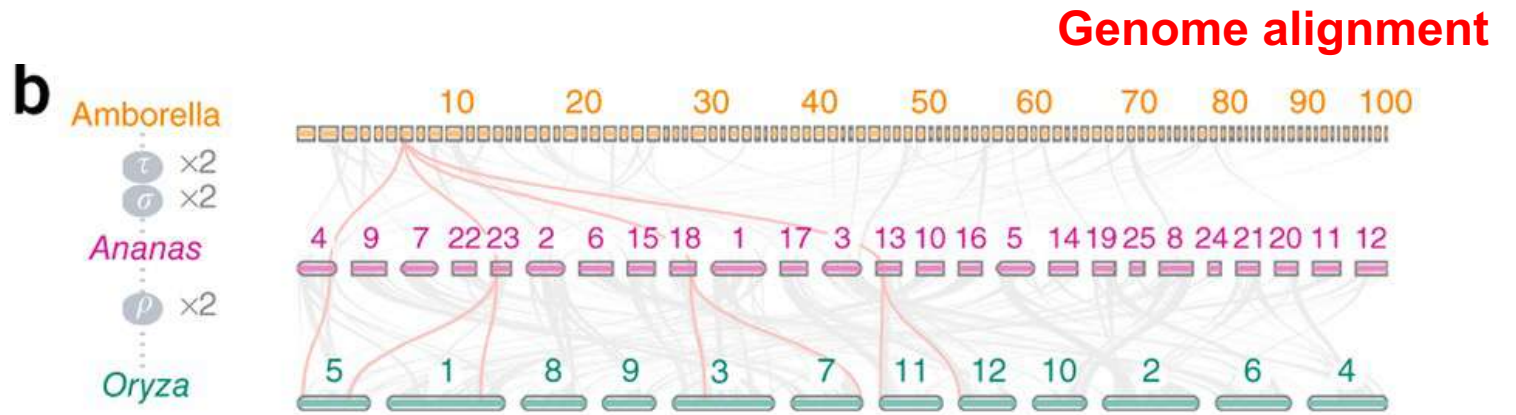 Genome alignment
b
Amborella 10 20 30 40 50 60 70 80 90 100
τ ×2
σ ×2
Ananas 4 9 7 22 23 2 6 15 18 1 17 3 13 10 16 5 14 19 25 8 24 21 20 11 12
ρ ×2
Oryza 5 1 8 9 3 7 11 12 10 2 6 4